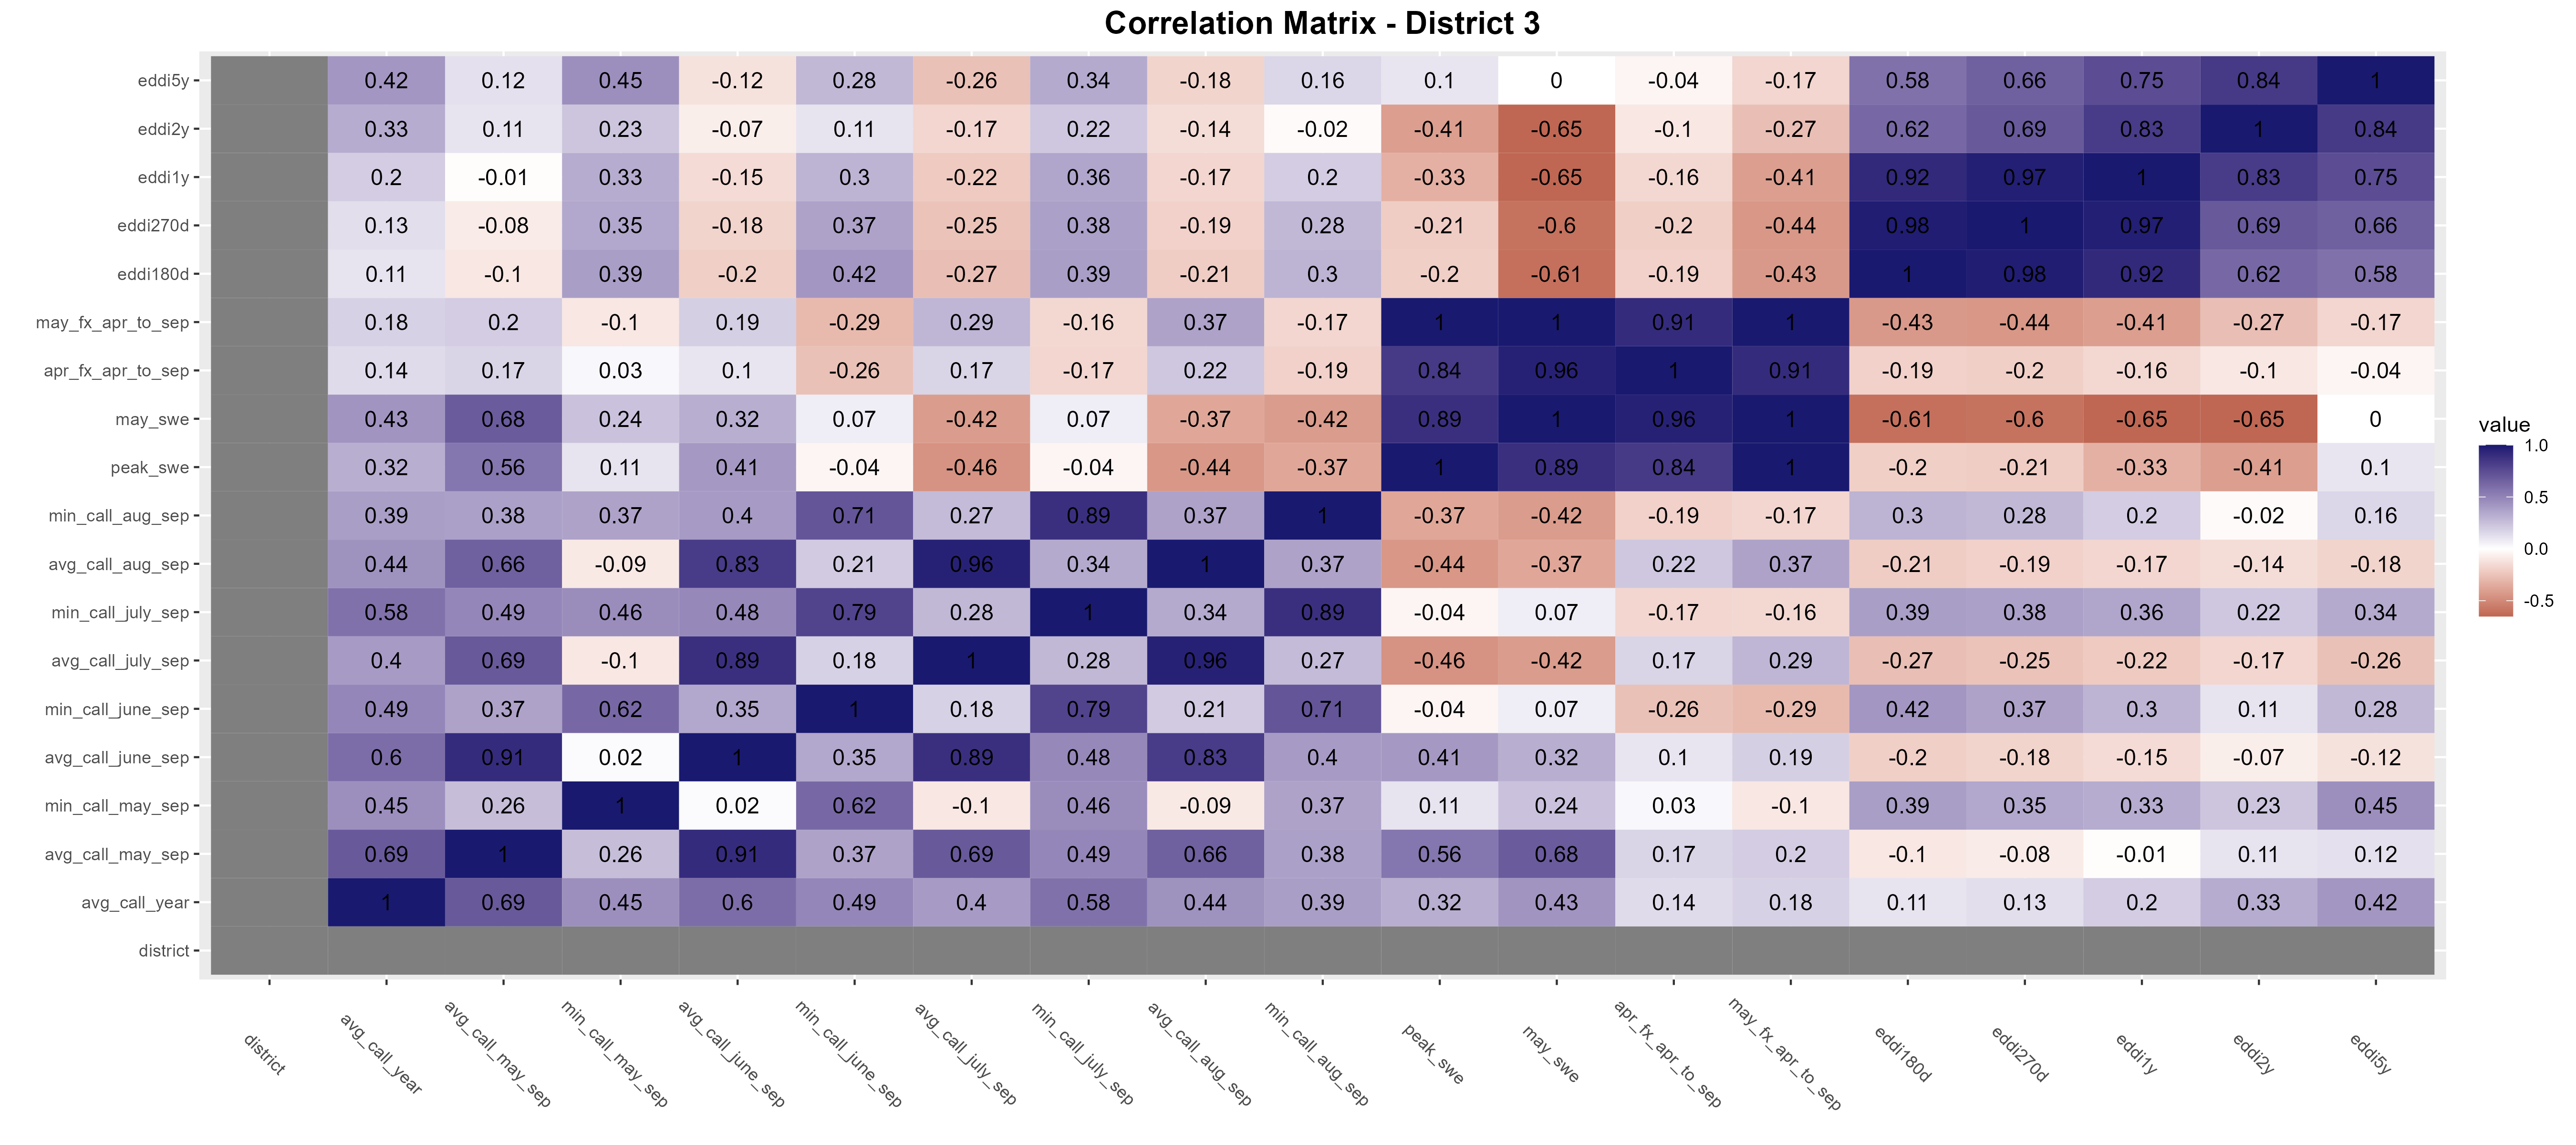 Correlation Matrix - District 3
eddi5y 0.42 0.12 0.45 -0.12 0.28 -0.26 0.34 -0.18 0.16 0.1 0 -0.04 -0.17 0.58 0.66 0.75 0.84 1
eddi2y 0.33 0.11 0.23 -0.07 0.11 -0.17 0.22 -0.14 -0.02 -0.41 -0.65 -0.1 -0.27 0.62 0.69 0.83 1 0.84
eddi1y 0.2 -0.01 0.33 -0.15 0.3 -0.22 0.36 -0.17 0.2 -0.33 -0.65 -0.16 -0.41 0.92 0.97 1 0.83 0.75
eddi270d 0.13 -0.08 0.35 -0.18 0.37 -0.25 0.38 -0.19 0.28 -0.21 -0.6 -0.2 -0.44 0.98 1 0.97 0.69 0.66
eddi180d 0.11 -0.1 0.39 -0.2 0.42 -0.27 0.39 -0.21 0.3 -0.2 -0.61 -0.19 -0.43 1 0.98 0.92 0.62 0.58
may_fx_apr_to_sep 0.18 0.2 -0.1 0.19 -0.29 0.29 -0.16 0.37 -0.17 1 1 0.91 1 -0.43 -0.44 -0.41 -0.27 -0.17
apr_fx_apr_to_sep 0.14 0.17 0.03 0.1 -0.26 0.17 -0.17 0.22 -0.19 0.84 0.96 1 0.91 -0.19 -0.2 -0.16 -0.1 -0.04
may_swe 0.43 0.68 0.24 0.32 0.07 -0.42 0.07 -0.37 -0.42 0.89 1 0.96 1 -0.61 -0.6 -0.65 -0.65 0
peak_swe 0.32 0.56 0.11 0.41 -0.04 -0.46 -0.04 -0.44 -0.37 1 0.89 0.84 1 -0.2 -0.21 -0.33 -0.41 0.1
min_call_aug_sep 0.39 0.38 0.37 0.4 0.71 0.27 0.89 0.37 1 -0.37 -0.42 -0.19 -0.17 0.3 0.28 0.2 -0.02 0.16
avg_call_aug_sep 0.44 0.66 -0.09 0.83 0.21 0.96 0.34 1 0.37 -0.44 -0.37 0.22 0.37 -0.21 -0.19 -0.17 -0.14 -0.18
min_call_july_sep 0.58 0.49 0.46 0.48 0.79 0.28 1 0.34 0.89 -0.04 0.07 -0.17 -0.16 0.39 0.38 0.36 0.22 0.34
avg_call_july_sep 0.4 0.69 -0.1 0.89 0.18 1 0.28 0.96 0.27 -0.46 -0.42 0.17 0.29 -0.27 -0.25 -0.22 -0.17 -0.26
min_call_june_sep 0.49 0.37 0.62 0.35 1 0.18 0.79 0.21 0.71 -0.04 0.07 -0.26 -0.29 0.42 0.37 0.3 0.11 0.28
avg_call_june_sep 0.6 0.91 0.02 1 0.35 0.89 0.48 0.83 0.4 0.41 0.32 0.1 0.19 -0.2 -0.18 -0.15 -0.07 -0.12
min_call_may_sep 0.45 0.26 1 0.02 0.62 -0.1 0.46 -0.09 0.37 0.11 0.24 0.03 -0.1 0.39 0.35 0.33 0.23 0.45
avg_call_may_sep 0.69 1 0.26 0.91 0.37 0.69 0.49 0.66 0.38 0.56 0.68 0.17 0.2 -0.1 -0.08 -0.01 0.11 0.12
avg_call_year 1 0.69 0.45 0.6 0.49 0.4 0.58 0.44 0.39 0.32 0.43 0.14 0.18 0.11 0.13 0.2 0.33 0.42
district
district avg_call_year avg_call_may_sep min_call_may_sep avg_call_june_sep min_call_june_sep avg_call_july_sep min_call_july_sep avg_call_aug_sep min_call_aug_sep peak_swe may_swe apr_fx_apr_to_sep may_fx_apr_to_sep eddi180d eddi270d eddi1y eddi2y eddi5y
value
1.0
0.5
0.0
-0.5